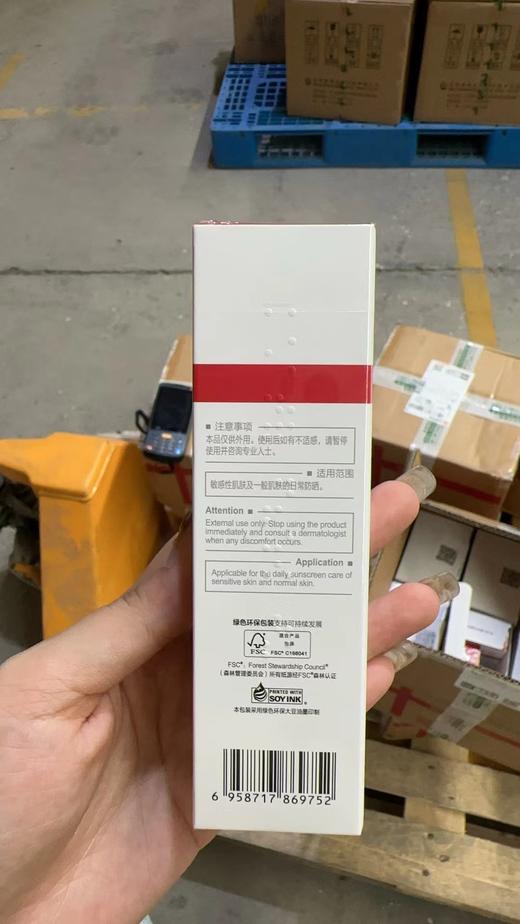 ■ 注意事项
本品仅供外用。使用后如有不适感，请暂停
使用并咨询专业人士。
■ 适用范围
敏感性肌肤及一般肌肤的日常防晒。
Attention ■
External use only. Stop using the product
immediately and consult a dermatologist
when any discomfort occurs.
Application ■
Applicable for the daily sunscreen care of
sensitive skin and normal skin.
绿色环保包装支持可持续发展
FSC
混合产品
包装
FSC® C168041
FSC®，Forest Stewardship Council®
（森林管理委员会）所有纸源经FSC®森林认证
PRINTED WITH
SOY INK
本包装采用绿色环保大豆油墨印制
6 958717 869752